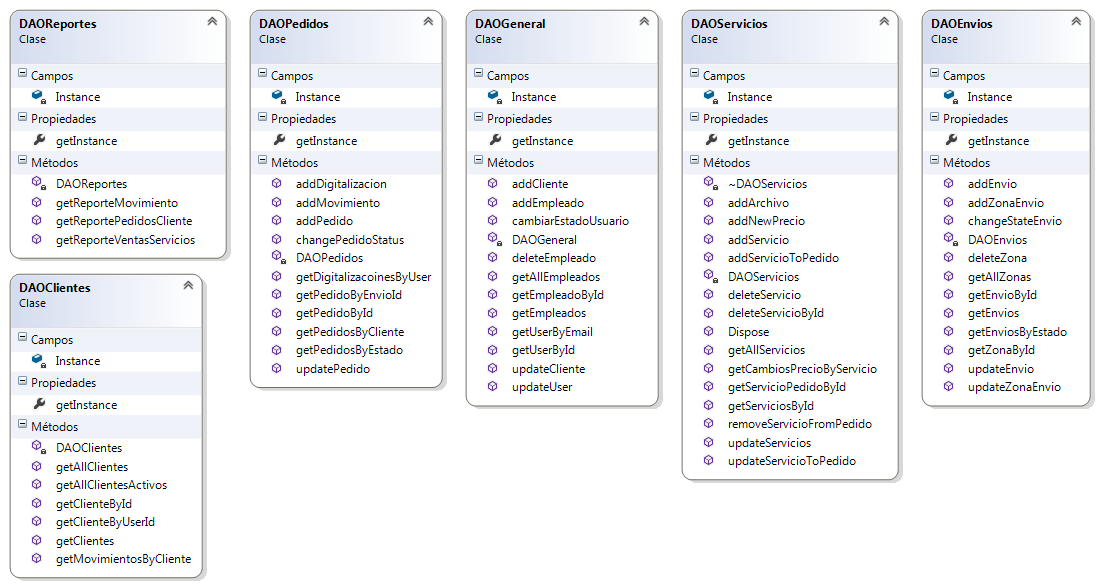 DAOReportes
Clase
Campos
Instance
Propiedades
getInstance
Métodos
DAOReportes
getReporteMovimiento
getReportePedidosCliente
getReporteVentasServicios
DAOClientes
Clase
Campos
Instance
Propiedades
getInstance
Métodos
DAOClientes
getAllClientes
getAllClientesActivos
getClienteById
getClienteByUserId
getClientes
getMovimientosByCliente
DAOPedidos
Clase
Campos
Instance
Propiedades
getInstance
Métodos
addDigitalizacion
addMovimiento
addPedido
changePedidoStatus
DAOPedidos
getDigitalizacoinesByUser
getPedidoByEnvioId
getPedidoById
getPedidosByCliente
getPedidosByEstado
updatePedido
DAOGeneral
Clase
Campos
Instance
Propiedades
getInstance
Métodos
addCliente
addEmpleado
cambiarEstadoUsuario
DAOGeneral
deleteEmpleado
getAllEmpleados
getEmpleadoById
getEmpleados
getUserByEmail
getUserById
updateCliente
updateUser
DAOServicios
Clase
Campos
Instance
Propiedades
getInstance
Métodos
~DAOServicios
addArchivo
addNewPrecio
addServicio
addServicioToPedido
DAOServicios
deleteServicio
deleteServicioById
Dispose
getAllServicios
getCambiosPrecioByServicio
getServicioPedidoById
getServiciosById
removeServicioFromPedido
updateServicios
updateServicioToPedido
DAOEnvios
Clase
Campos
Instance
Propiedades
getInstance
Métodos
addEnvio
addZonaEnvio
changeStateEnvio
DAOEnvios
deleteZona
getAllZonas
getEnvioById
getEnvios
getEnviosByEstado
getZonaById
updateEnvio
updateZonaEnvio